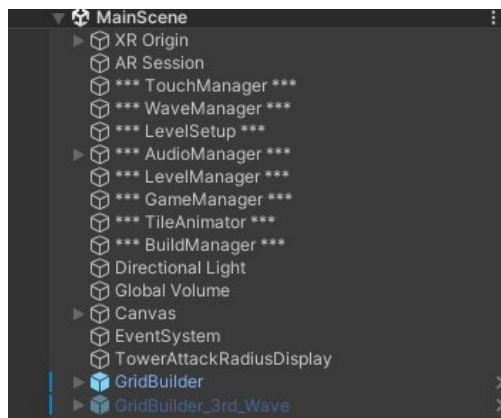 MainScene
XR Origin
AR Session
*** TouchManager ***
*** WaveManager ***
*** LevelSetup ***
*** AudioManager ***
*** LevelManager ***
*** GameManager ***
*** TileAnimator ***
*** BuildManager ***
Directional Light
Global Volume
Canvas
EventSystem
TowerAttackRadiusDisplay
GridBuilder
GridBuilder_3rd_Wave